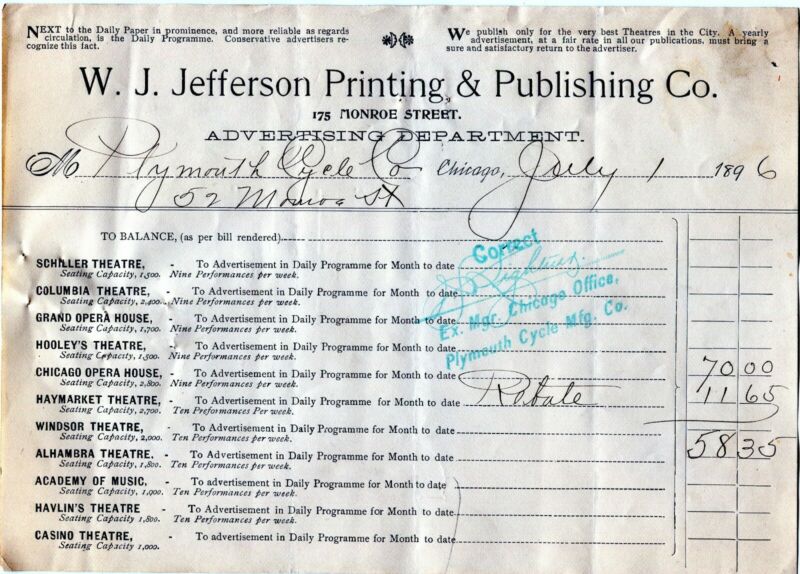 NEXT to the Daily Paper in prominence, and more reliable as regards
circulation, is the Daily Programme. Conservative advertisers re-
cognize this fact.
We publish only for the very best Theatres in the City. A yearly
advertisement, at a fair rate in all our publications, must bring a
sure and satisfactory return to the advertiser.
W. J. Jefferson Printing & Publishing Co.
175 MONROE STREET.
ADVERTISING DEPARTMENT.
M Plymouth Cycle Co Chicago, July 1 1896
52 Monroe St
TO BALANCE, (as per bill rendered)
Correct
Ex. Mgr. Chicago Office,
Plymouth Cycle Mfg. Co.
SCHILLER THEATRE, - To Advertisement in Daily Programme for Month to date
Seating Capacity, 1,300. Nine Performances per week.
COLUMBIA THEATRE, - To Advertisement in Daily Programme for Month to date
Seating Capacity, 2,400. Nine Performances per week.
GRAND OPERA HOUSE, - To Advertisement in Daily Programme for Month to date
Seating Capacity, 1,700. Nine Performances per week.
HOOLEY'S THEATRE, - To Advertisement in Daily Programme for Month to date
Seating Capacity, 1,500. Nine Performances per week.
CHICAGO OPERA HOUSE, - To Advertisement in Daily Programme for Month to date 70 00
Seating Capacity, 2,800. Nine Performances per week.
HAYMARKET THEATRE, - To Advertisement in Daily Programme for Month to date Rebate 11 65
Seating Capacity, 2,700. Ten Performances Per week.
WINDSOR THEATRE, - To Advertisement in Daily Programme for Month to date
Seating Capacity, 2,000. Ten Performances per week.
58 35
ALHAMBRA THEATRE. - To Advertisement in Daily Programme for Month to date
Seating Capacity, 1,800. Ten Performances per week.
ACADEMY OF MUSIC, - To advertisement in Daily Programme for Month to date
Seating Capacity, 1,900. Ten Performances per week.
HAVLIN'S THEATRE - To Advertisement in Daily Programme for Month to date
Seating Capacity, 1,800. Ten Performances per week.
CASINO THEATRE, - To advertisement in Daily Programme for Month to date
Seating Capacity 1,000.